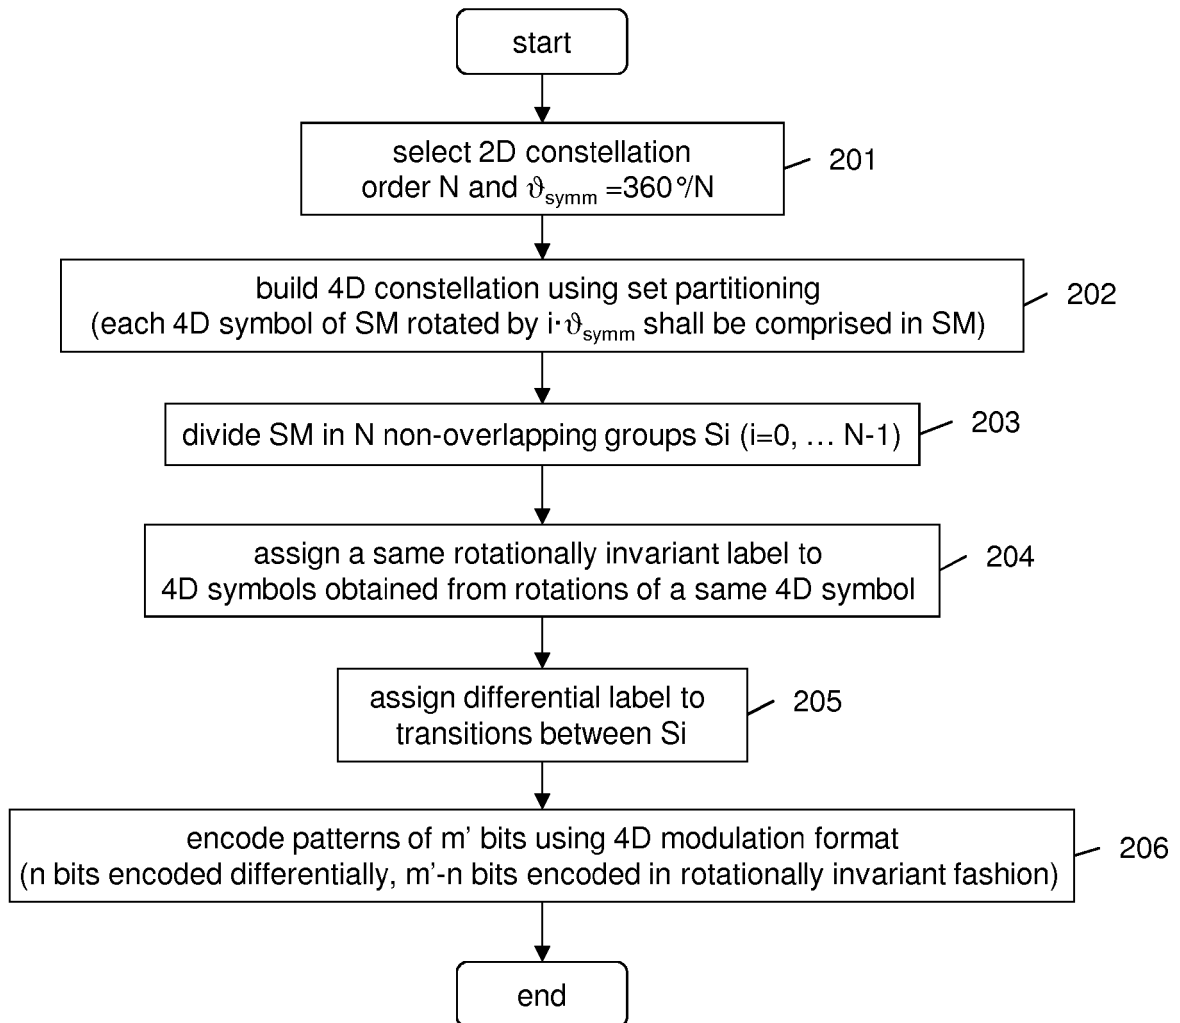 start
select 2D constellation
order N and ϑsymm =360°/N
201
build 4D constellation using set partitioning
(each 4D symbol of SM rotated by i·ϑsymm shall be comprised in SM)
202
divide SM in N non-overlapping groups Si (i=0, … N-1)
203
assign a same rotationally invariant label to
4D symbols obtained from rotations of a same 4D symbol
204
assign differential label to
transitions between Si
205
encode patterns of m' bits using 4D modulation format
(n bits encoded differentially, m'-n bits encoded in rotationally invariant fashion)
206
end